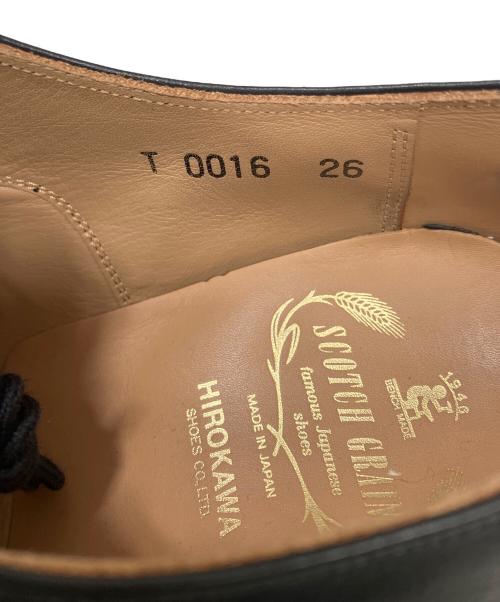 T 0016 26
SCOTCH GRAIN
famous Japanese
shoes
MADE IN JAPAN
HIROKAWA
SHOES CO.,LTD.
1946
BENCH MADE